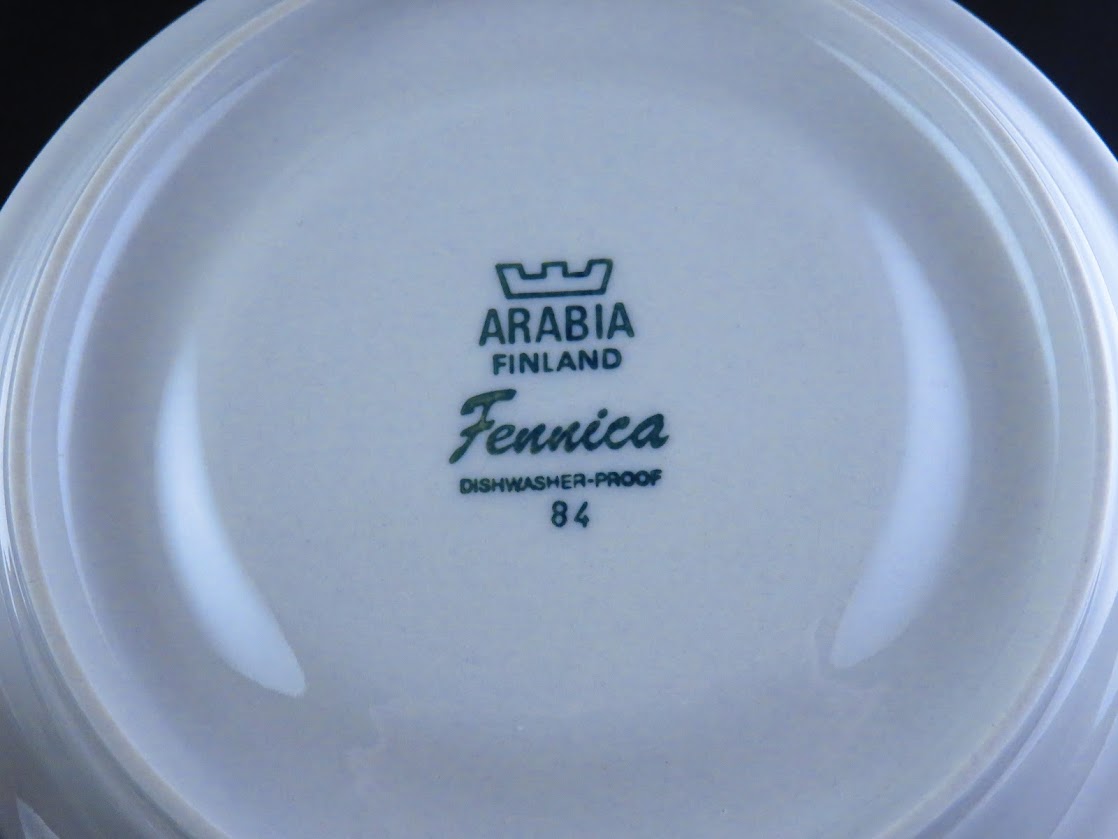 ARABIA
FINLAND
Fennica
DISHWASHER-PROOF
84